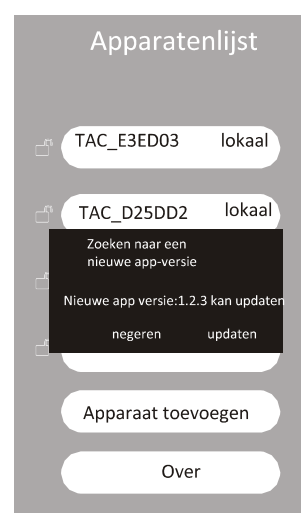 Apparatenlijst
TAC_E3ED03 lokaal
TAC_D25DD2 lokaal
Zoeken naar een
nieuwe app-versie
Nieuwe app versie:1.2.3 kan updaten
negeren updaten
Apparaat toevoegen
Over